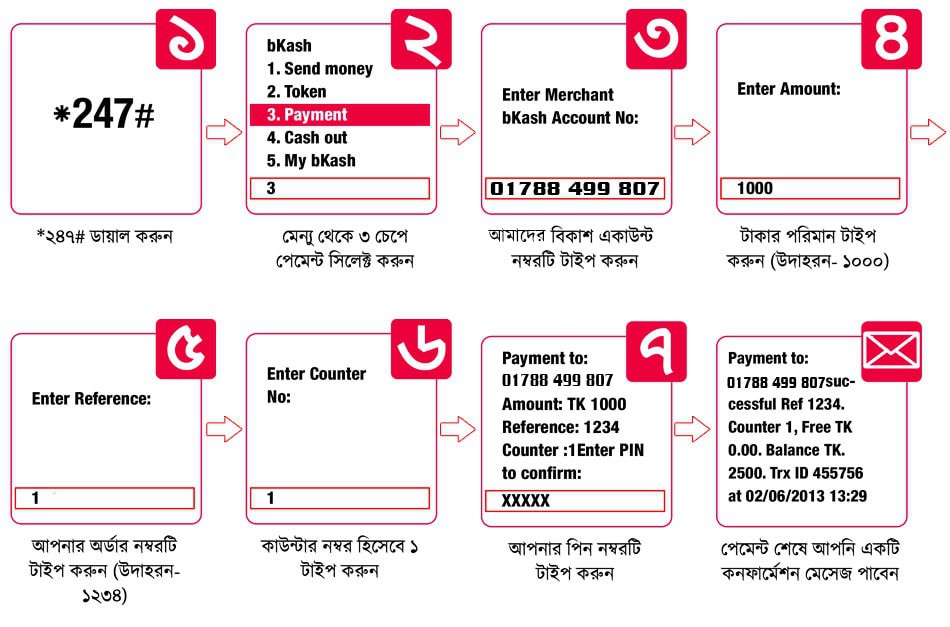 ১
*247#
*২৪৭# ডায়াল করুন
২
bKash
1. Send money
2. Token
3. Payment
4. Cash out
5. My bKash
3
মেন্যু থেকে ৩ চেপে
পেমেন্ট সিলেক্ট করুন
৩
Enter Merchant
bKash Account No:
01788 499 807
আমাদের বিকাশ একাউন্ট
নম্বরটি টাইপ করুন
৪
Enter Amount:
1000
টাকার পরিমান টাইপ
করুন (উদাহরন- ১০০০)
৫
Enter Reference:
1
আপনার অর্ডার নম্বরটি
টাইপ করুন (উদাহরন-
১২৩৪)
৬
Enter Counter
No:
1
কাউন্টার নম্বর হিসেবে ১
টাইপ করুন
৭
Payment to:
01788 499 807
Amount: TK 1000
Reference: 1234
Counter :1Enter PIN
to confirm:
XXXXX
আপনার পিন নম্বরটি
টাইপ করুন
Payment to:
01788 499 807suc-
cessful Ref 1234.
Counter 1, Free TK
0.00. Balance TK.
2500. Trx ID 455756
at 02/06/2013 13:29
পেমেন্ট শেষে আপনি একটি
কনফার্মেশন মেসেজ পাবেন